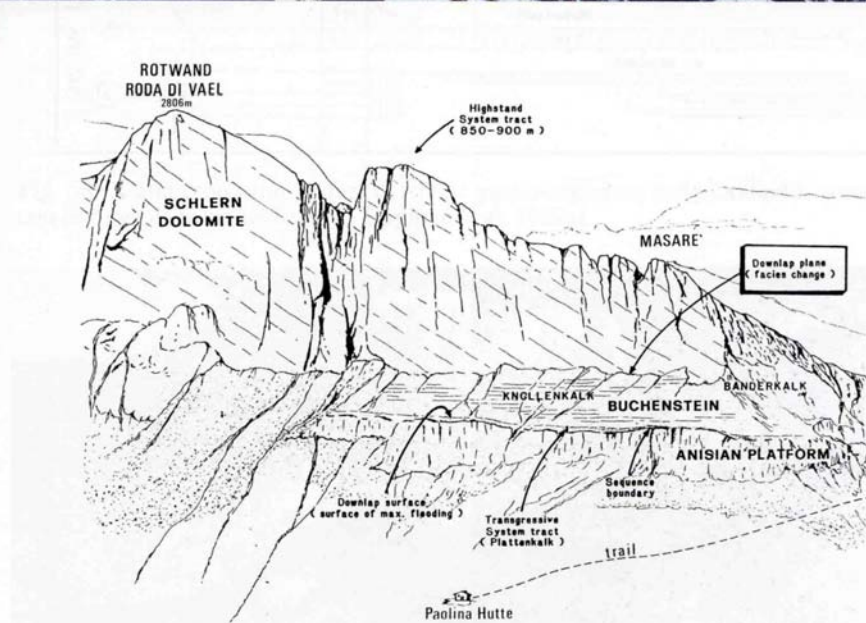 ROTWAND
RODA DI VAEL
2806m
Highstand
System tract
( 850-900 m )
SCHLERN
DOLOMITE
MASARE'
Downlap plane
( facies change )
KNOLLENKALK
BANDERKALK
BUCHENSTEIN
ANISIAN PLATFORM
Downlap surface
( surface of max. flooding )
Transgressive
System tract
( Plattenkalk )
Sequence
boundary
trail
Paolina Hutte